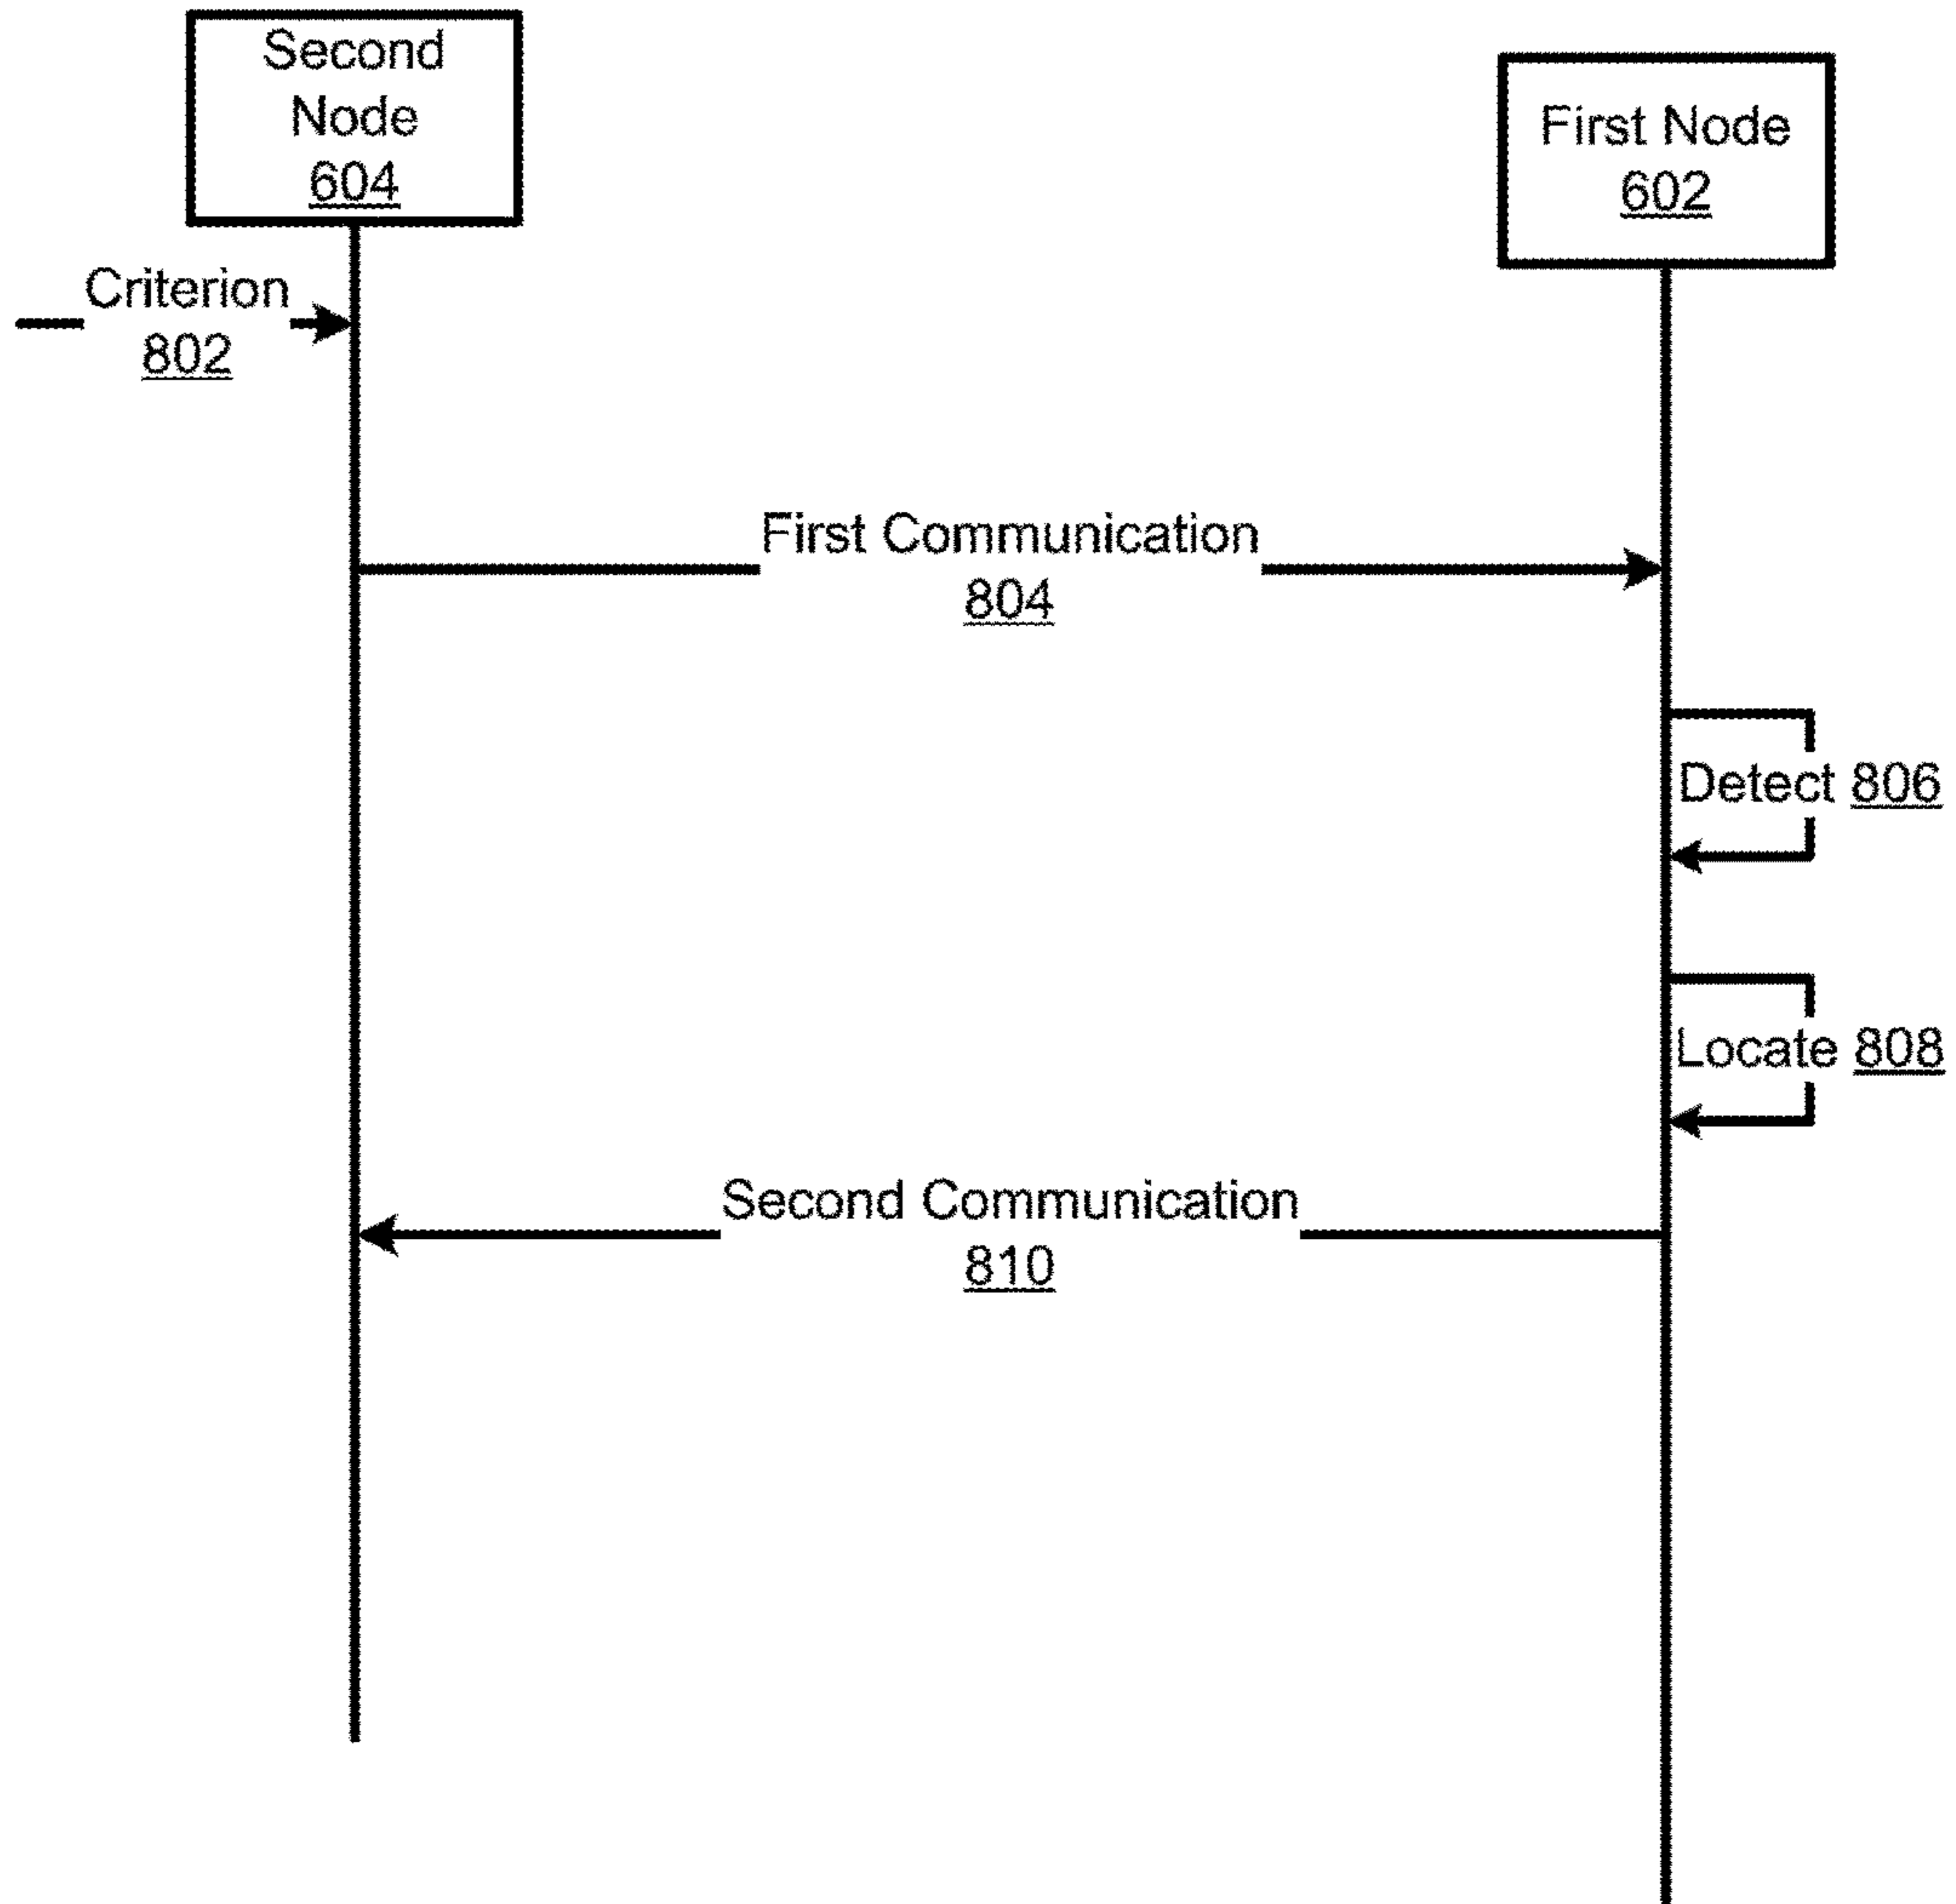 Second
Node
604
First Node
602
Criterion
802
First Communication
804
Detect 806
Locate 808
Second Communication
810